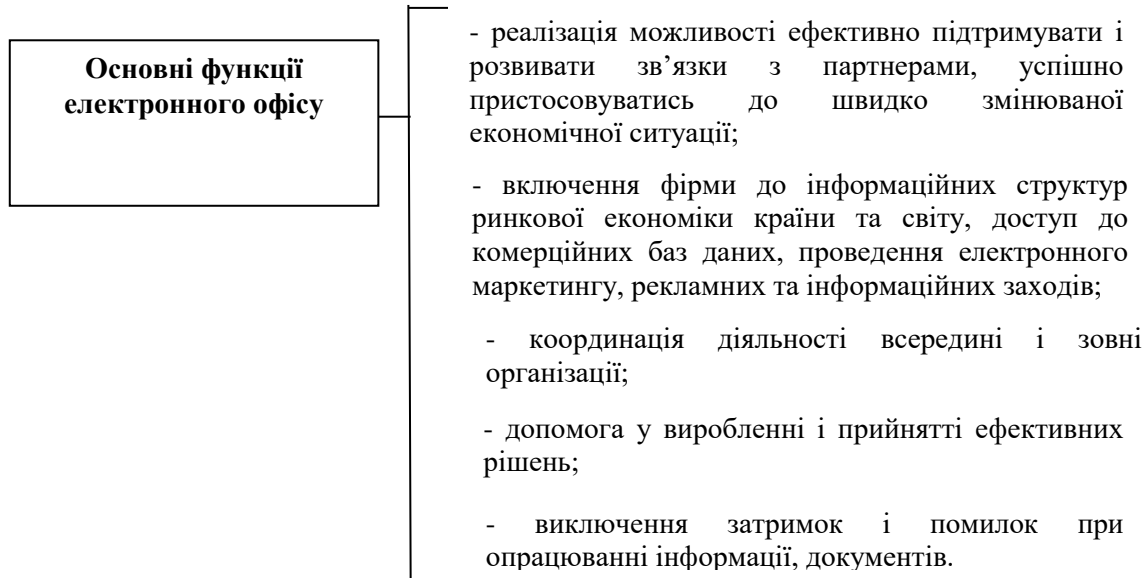 Основні функції
електронного офісу
- реалізація можливості ефективно підтримувати і
розвивати зв’язки з партнерами, успішно
пристосовуватись до швидко змінюваної
економічної ситуації;
- включення фірми до інформаційних структур
ринкової економіки країни та світу, доступ до
комерційних баз даних, проведення електронного
маркетингу, рекламних та інформаційних заходів;
- координація діяльності всередині і зовні
організації;
- допомога у виробленні і прийнятті ефективних
рішень;
- виключення затримок і помилок при
опрацюванні інформації, документів.